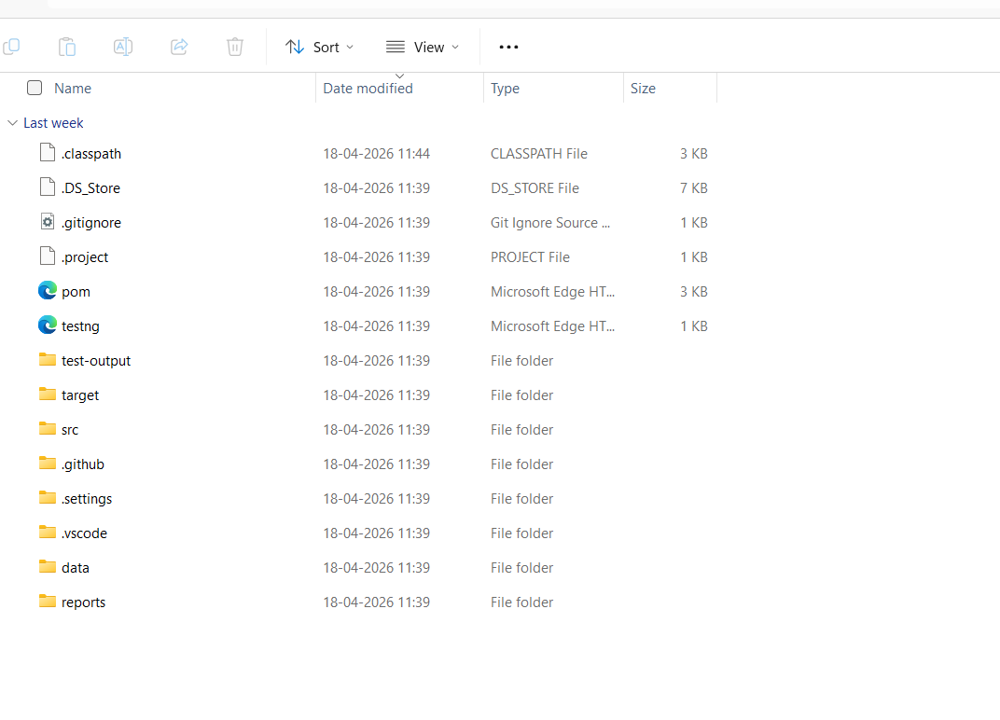 Sort View
Name Date modified Type Size
Last week
.classpath 18-04-2026 11:44 CLASSPATH File 3 KB
.DS_Store 18-04-2026 11:39 DS_STORE File 7 KB
.gitignore 18-04-2026 11:39 Git Ignore Source ... 1 KB
.project 18-04-2026 11:39 PROJECT File 1 KB
pom 18-04-2026 11:39 Microsoft Edge HT... 3 KB
testng 18-04-2026 11:39 Microsoft Edge HT... 1 KB
test-output 18-04-2026 11:39 File folder
target 18-04-2026 11:39 File folder
src 18-04-2026 11:39 File folder
.github 18-04-2026 11:39 File folder
.settings 18-04-2026 11:39 File folder
.vscode 18-04-2026 11:39 File folder
data 18-04-2026 11:39 File folder
reports 18-04-2026 11:39 File folder